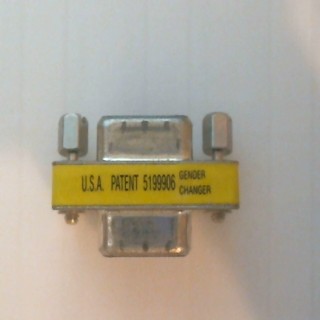 U.S.A. PATENT 5199906 GENDER
CHANGER